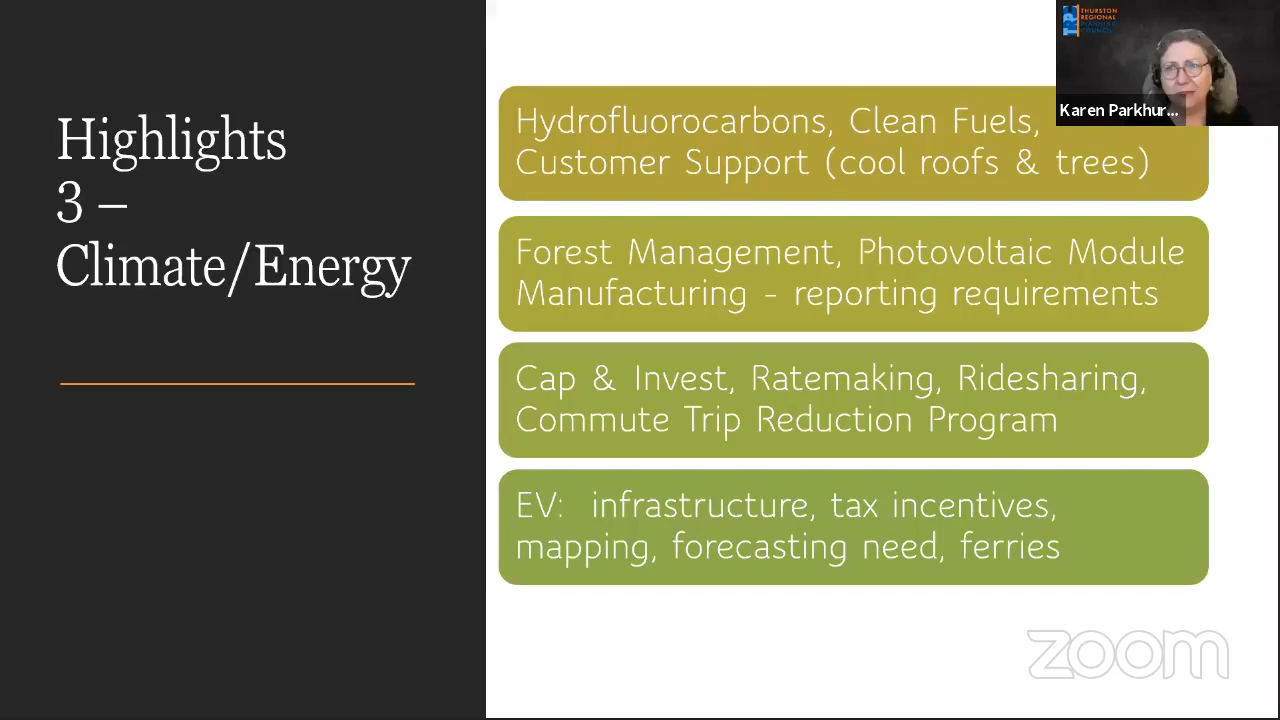 Highlights
3 –
Climate/Energy
Hydrofluorocarbons, Clean Fuels,
Customer Support (cool roofs & trees)
Forest Management, Photovoltaic Module
Manufacturing - reporting requirements
Cap & Invest, Ratemaking, Ridesharing,
Commute Trip Reduction Program
EV: infrastructure, tax incentives,
mapping, forecasting need, ferries
THURSTON
REGIONAL
PLANNING
COUNCIL
Karen Parkhur...
zoom